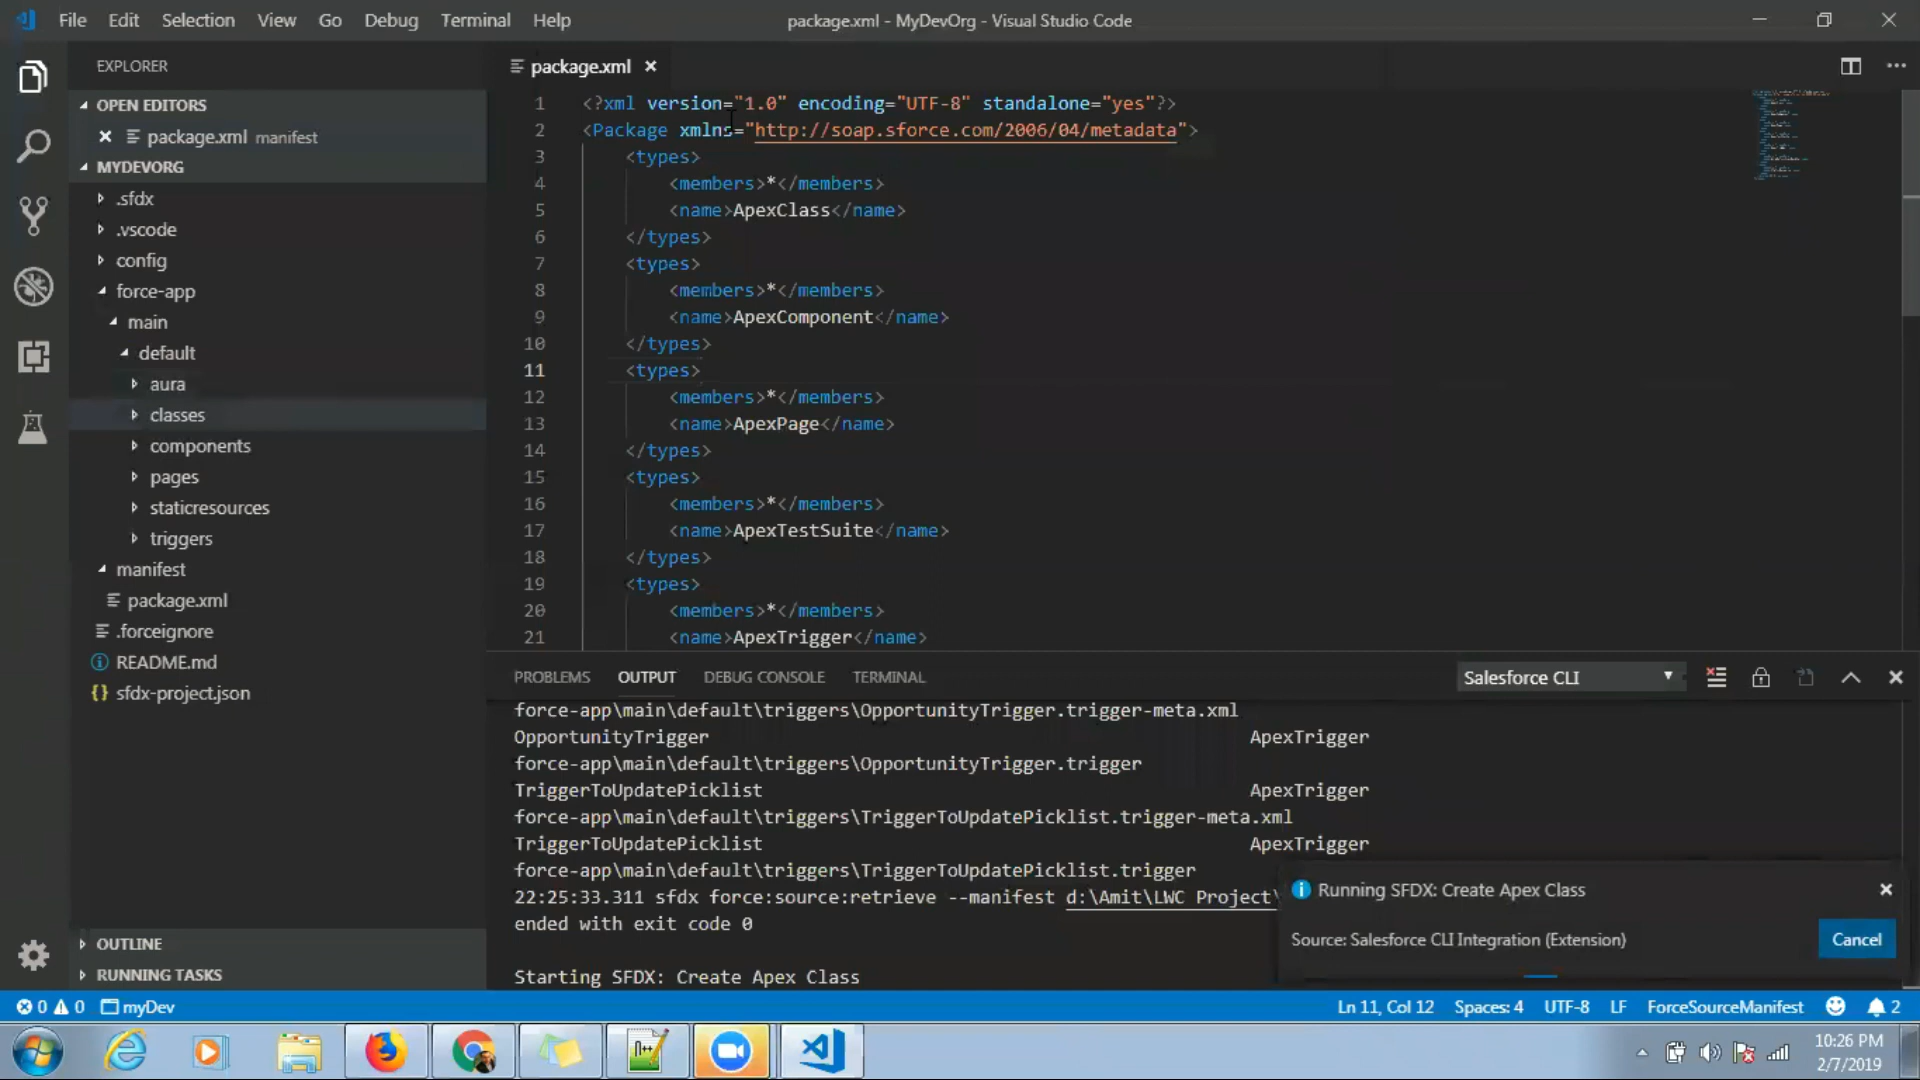 File Edit Selection View Go Debug Terminal Help
package.xml - MyDevOrg - Visual Studio Code
EXPLORER
OPEN EDITORS
package.xml manifest
MYDEVORG
.sfdx
.vscode
config
force-app
main
default
aura
classes
components
pages
staticresources
triggers
manifest
package.xml
.forceignore
README.md
{} sfdx-project.json
OUTLINE
RUNNING TASKS
package.xml
1 <?xml version="1.0" encoding="UTF-8" standalone="yes"?>
2 <Package xmlns="http://soap.sforce.com/2006/04/metadata">
3 <types>
4 <members>*</members>
5 <name>ApexClass</name>
6 </types>
7 <types>
8 <members>*</members>
9 <name>ApexComponent</name>
10 </types>
11 <types>
12 <members>*</members>
13 <name>ApexPage</name>
14 </types>
15 <types>
16 <members>*</members>
17 <name>ApexTestSuite</name>
18 </types>
19 <types>
20 <members>*</members>
21 <name>ApexTrigger</name>
PROBLEMS OUTPUT DEBUG CONSOLE TERMINAL
Salesforce CLI
force-app\main\default\triggers\OpportunityTrigger.trigger-meta.xml
OpportunityTrigger ApexTrigger
force-app\main\default\triggers\OpportunityTrigger.trigger
TriggerToUpdatePicklist ApexTrigger
force-app\main\default\triggers\TriggerToUpdatePicklist.trigger-meta.xml
TriggerToUpdatePicklist ApexTrigger
force-app\main\default\triggers\TriggerToUpdatePicklist.trigger
22:25:33.311 sfdx force:source:retrieve --manifest d:\Amit\LWC Project\
ended with exit code 0
Starting SFDX: Create Apex Class
Running SFDX: Create Apex Class
Source: Salesforce CLI Integration (Extension)
Cancel
0 0 myDev
Ln 11, Col 12 Spaces: 4 UTF-8 LF ForceSourceManifest 2
10:26 PM
2/7/2019